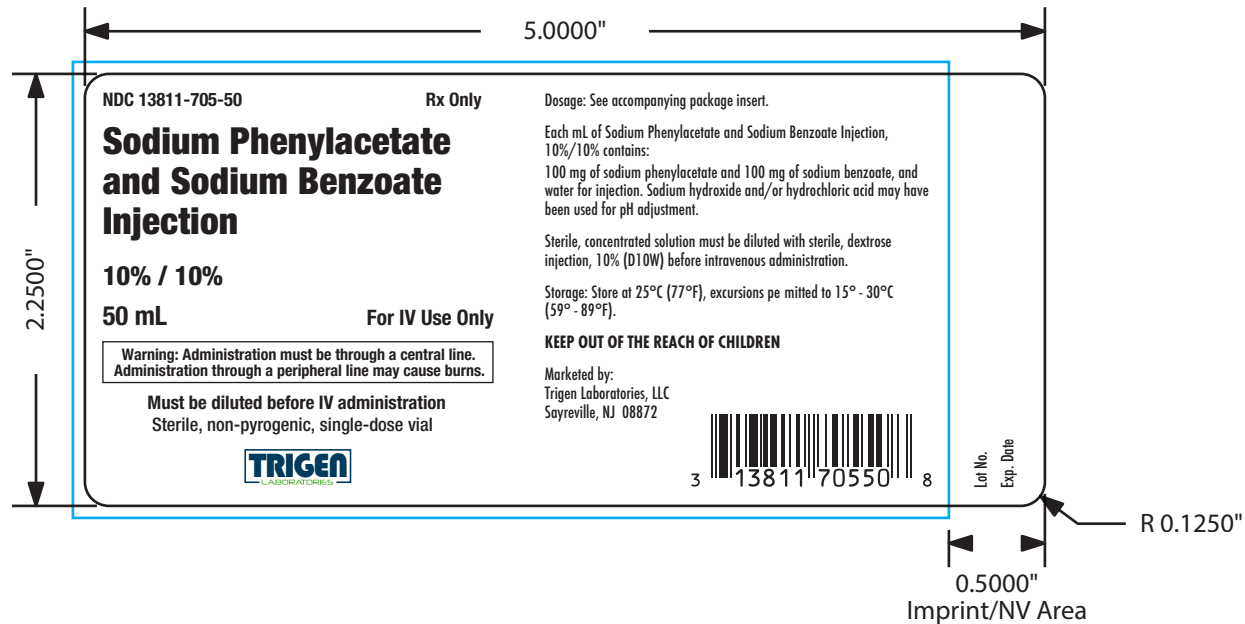 5.0000"
2.2500"
NDC 13811-705-50 Rx Only
Sodium Phenylacetate
and Sodium Benzoate
Injection
10% / 10%
50 mL For IV Use Only
Warning: Administration must be through a central line.
Administration through a peripheral line may cause burns.
Must be diluted before IV administration
Sterile, non-pyrogenic, single-dose vial
TRIGEN
LABORATORIES
Dosage: See accompanying package insert.
Each mL of Sodium Phenylacetate and Sodium Benzoate Injection,
10%/10% contains:
100 mg of sodium phenylacetate and 100 mg of sodium benzoate, and
water for injection. Sodium hydroxide and/or hydrochloric acid may have
been used for pH adjustment.
Sterile, concentrated solution must be diluted with sterile, dextrose
injection, 10% (D10W) before intravenous administration.
Storage: Store at 25°C (77°F), excursions pe mitted to 15° - 30°C
(59° - 89°F).
KEEP OUT OF THE REACH OF CHILDREN
Marketed by:
Trigen Laboratories, LLC
Sayreville, NJ 08872
3 13811 70550 8
Lot No.
Exp. Date
R 0.1250"
0.5000"
Imprint/NV Area